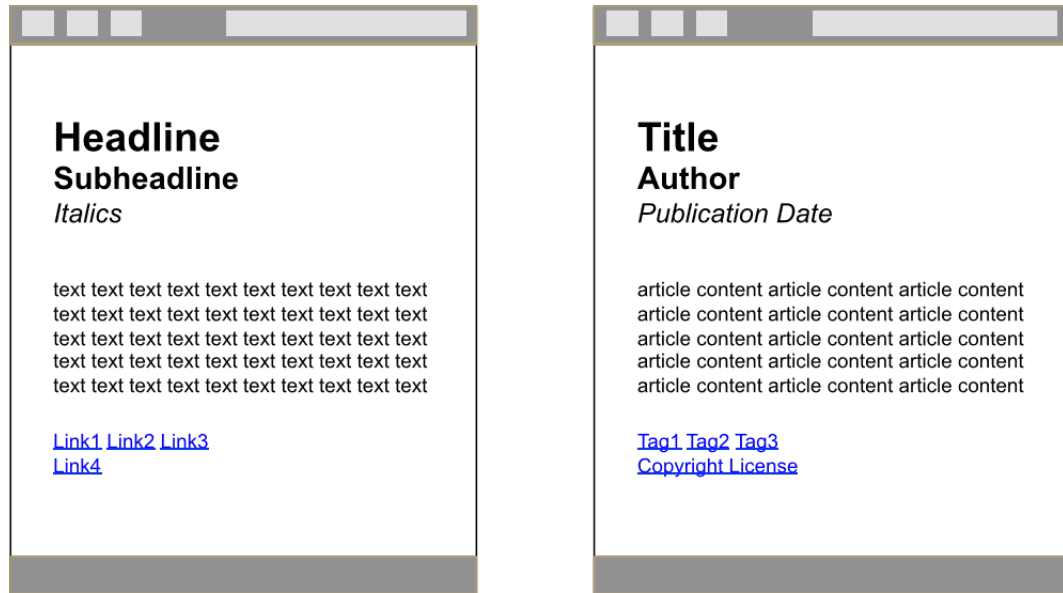 Headline
Subheadline
Italics
text text text text text text text text text text
text text text text text text text text text text
text text text text text text text text text text
text text text text text text text text text text
text text text text text text text text text text
Link1 Link2 Link3
Link4
Title
Author
Publication Date
article content article content article content
article content article content article content
article content article content article content
article content article content article content
article content article content article content
Tag1 Tag2 Tag3
Copyright License